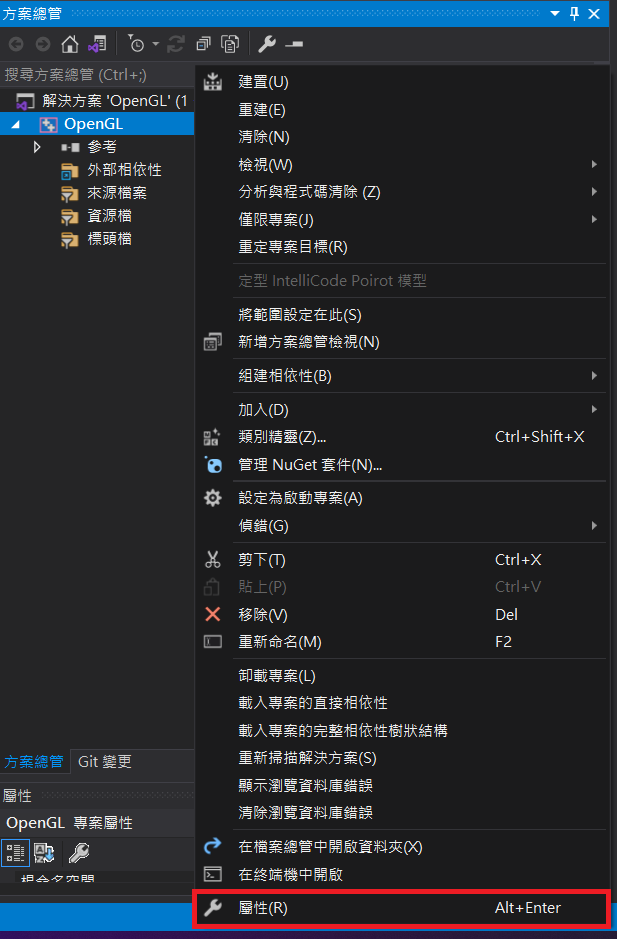 方案總管
搜尋方案總管 (Ctrl+;)
解決方案 'OpenGL' (1
OpenGL
參考
外部相依性
來源檔案
資源檔
標頭檔
建置(U)
重建(E)
清除(N)
檢視(W)
分析與程式碼清除 (Z)
僅限專案(J)
重定專案目標(R)
定型 IntelliCode Poirot 模型
將範圍設定在此(S)
新增方案總管檢視(N)
組建相依性(B)
加入(D)
類別精靈(Z)... Ctrl+Shift+X
管理 NuGet 套件(N)...
設定為啟動專案(A)
偵錯(G)
剪下(T) Ctrl+X
貼上(P) Ctrl+V
移除(V) Del
重新命名(M) F2
卸載專案(L)
載入專案的直接相依性
載入專案的完整相依性樹狀結構
重新掃描解決方案(S)
顯示瀏覽資料庫錯誤
清除瀏覽資料庫錯誤
在檔案總管中開啟資料夾(X)
在終端機中開啟
屬性(R) Alt+Enter
方案總管 Git 變更
屬性
OpenGL 專案屬性
根命名空間